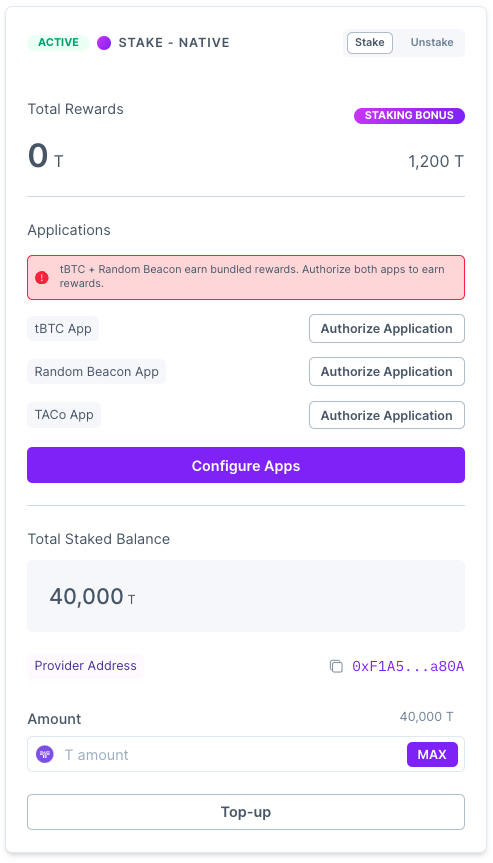 ACTIVE STAKE - NATIVE Stake Unstake
Total Rewards STAKING BONUS
0 T 1,200 T
Applications
tBTC + Random Beacon earn bundled rewards. Authorize both apps to earn
rewards.
tBTC App Authorize Application
Random Beacon App Authorize Application
TACo App Authorize Application
Configure Apps
Total Staked Balance
40,000 T
Provider Address 0xF1A5...a80A
Amount 40,000 T
T amount MAX
Top-up